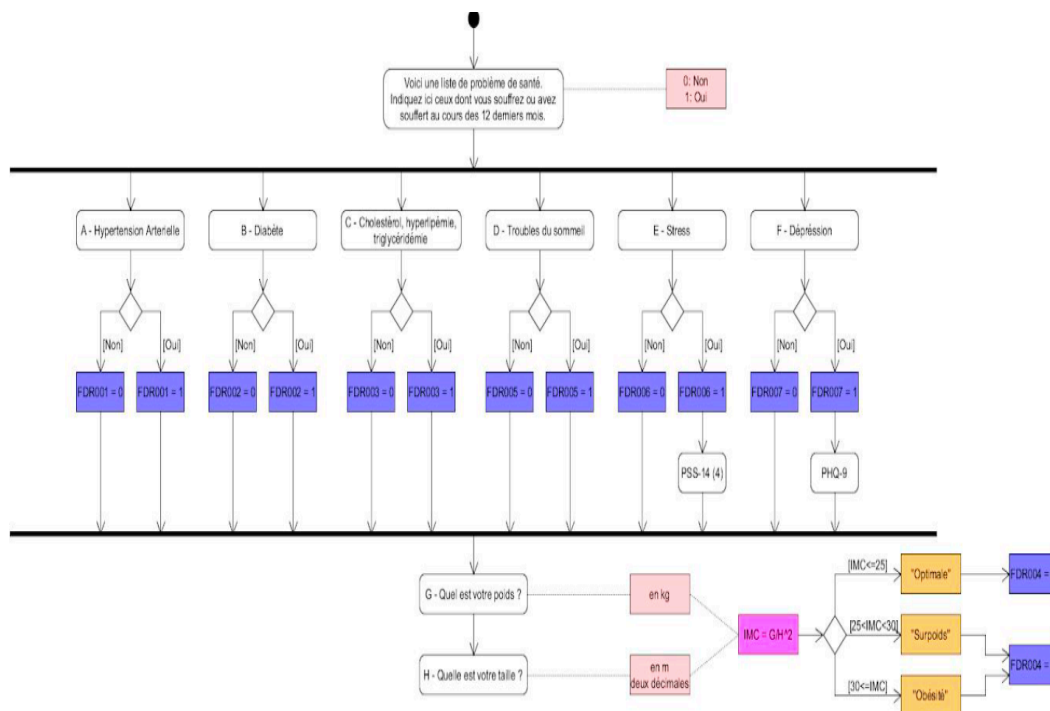 Voici une liste de problème de santé.
Indiquez ici ceux dont vous souffrez ou avez
souffert au cours des 12 derniers mois.
0: Non
1: Oui
A - Hypertension Arterielle
B - Diabète
C - Cholestérol, hyperlipémie,
triglycéridémie
D - Troubles du sommeil
E - Stress
F - Dépréssion
[Non]
[Oui]
[Non]
[Oui]
[Non]
[Oui]
[Non]
[Oui]
[Non]
[Oui]
[Non]
[Oui]
FDR001 = 0
FDR001 = 1
FDR002 = 0
FDR002 = 1
FDR003 = 0
FDR003 = 1
FDR005 = 0
FDR005 = 1
FDR006 = 0
FDR006 = 1
FDR007 = 0
FDR007 = 1
PSS-14 (4)
PHQ-9
G - Quel est votre poids ?
en kg
H - Quelle est votre taille ?
en m
deux décimales
IMC = G/H^2
[IMC<=25]
"Optimale"
FDR004 =
[25<IMC<30]
"Surpoids"
FDR004 =
[30<=IMC]
"Obésité"